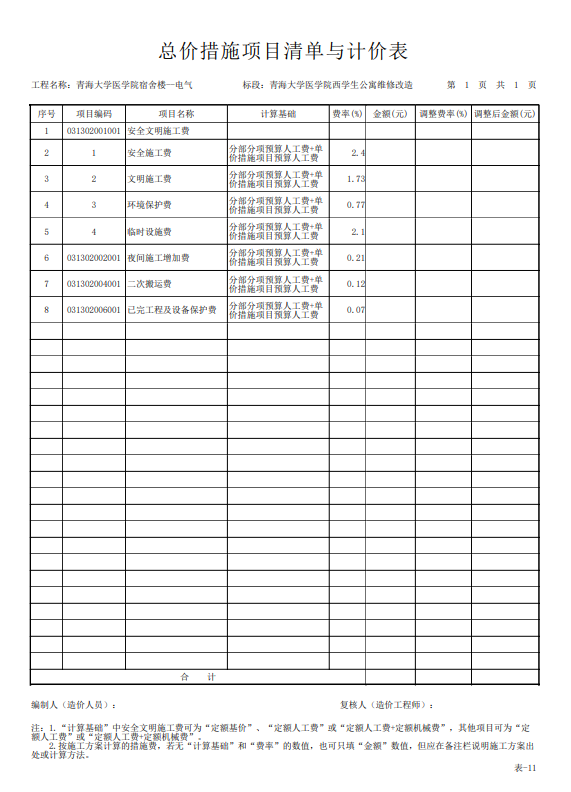 总价措施项目清单与计价表
工程名称：青海大学医学院宿舍楼—电气 标段：青海大学医学院西学生公寓维修改造 第 1 页 共 1 页
序号 项目编码 项目名称 计算基础 费率(%) 金额(元) 调整费率(%) 调整后金额(元)
1 031302001001 安全文明施工费
2 1 安全施工费 分部分项预算人工费+单价措施项目预算人工费 2.4
3 2 文明施工费 分部分项预算人工费+单价措施项目预算人工费 1.73
4 3 环境保护费 分部分项预算人工费+单价措施项目预算人工费 0.77
5 4 临时设施费 分部分项预算人工费+单价措施项目预算人工费 2.1
6 031302002001 夜间施工增加费 分部分项预算人工费+单价措施项目预算人工费 0.21
7 031302004001 二次搬运费 分部分项预算人工费+单价措施项目预算人工费 0.12
8 031302006001 已完工程及设备保护费 分部分项预算人工费+单价措施项目预算人工费 0.07
合 计
编制人（造价人员）： 复核人（造价工程师）：
注：1.“计算基础”中安全文明施工费可为“定额基价”、“定额人工费”或“定额人工费+定额机械费”，其他项目可为“定
额人工费”或“定额人工费+定额机械费”。
2.按施工方案计算的措施费，若无“计算基础”和“费率”的数值，也可只填“金额”数值，但应在备注栏说明施工方案出
处或计算方法。
表-11